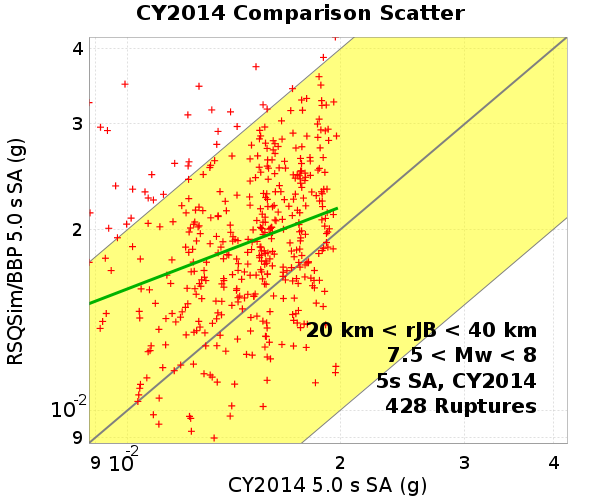 CY2014 Comparison Scatter
RSQSim/BBP 5.0 s SA (g)
4
3
2
10-2
9
20 km < rJB < 40 km
7.5 < Mw < 8
5s SA, CY2014
428 Ruptures
9 10-2 2 3 4
CY2014 5.0 s SA (g)